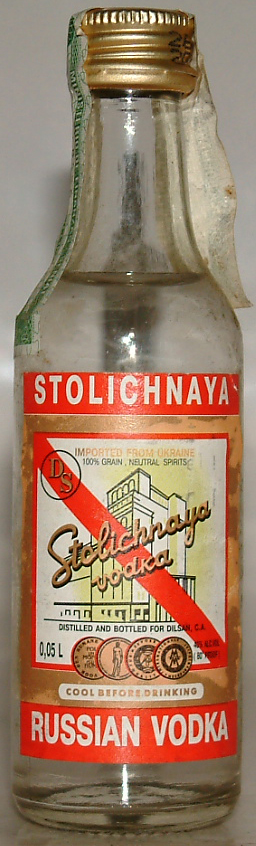 STOLICHNAYA
IMPORTED FROM UKRAINE
100% GRAIN, NEUTRAL SPIRITS
DS
Stolichnaya
vodka
DISTILLED AND BOTTLED FOR DILSAN, C.A.
0,05 L
COOL BEFORE DRINKING
RUSSIAN VODKA